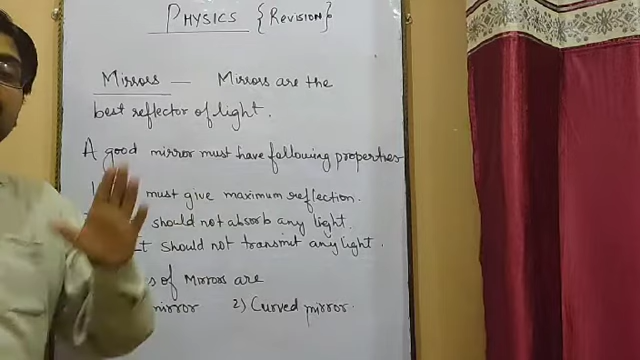 PHYSICS {REVISION}
Mirrors — Mirrors are the
best reflector of light.
A good mirror must have following properties
must give maximum reflection.
should not absorb any light.
It should not transmit any light.
of Mirrors are
mirror 2) Curved mirror.